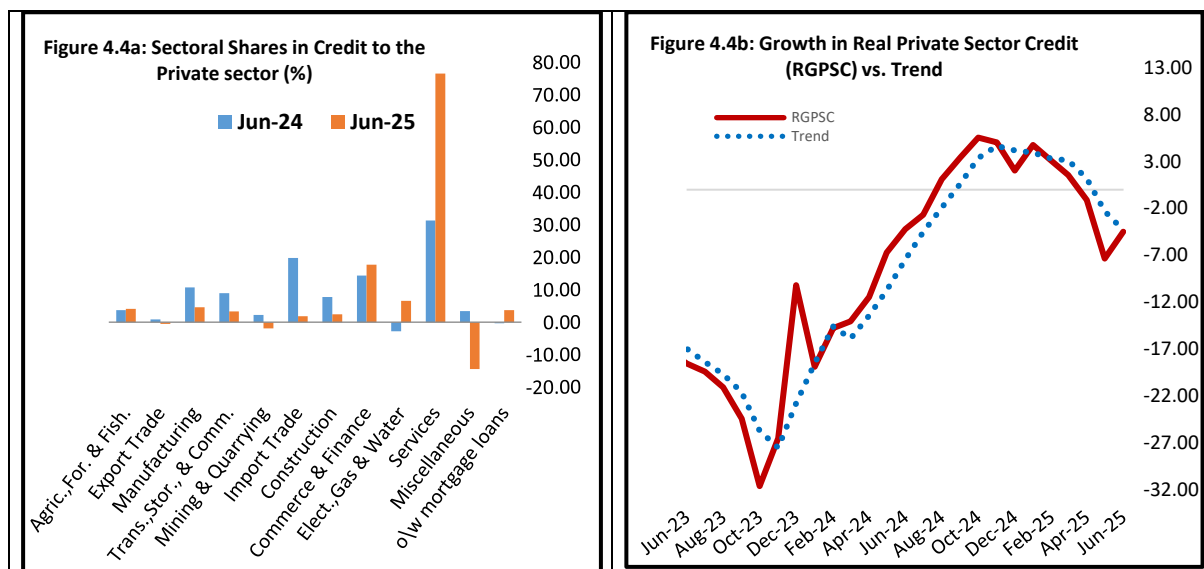 Figure 4.4a: Sectoral Shares in Credit to the
Private sector (%)
Jun-24
Jun-25
80.00
70.00
60.00
50.00
40.00
30.00
20.00
10.00
0.00
-10.00
-20.00
Agric.,For. & Fish.
Export Trade
Manufacturing
Trans.,Stor., & Comm.
Mining & Quarrying
Import Trade
Construction
Commerce & Finance
Elect.,Gas & Water
Services
Miscellaneous
o\w mortgage loans
Figure 4.4b: Growth in Real Private Sector Credit
(RGPSC) vs. Trend
RGPSC
Trend
13.00
8.00
3.00
-2.00
-7.00
-12.00
-17.00
-22.00
-27.00
-32.00
Jun-23
Aug-23
Oct-23
Dec-23
Feb-24
Apr-24
Jun-24
Aug-24
Oct-24
Dec-24
Feb-25
Apr-25
Jun-25